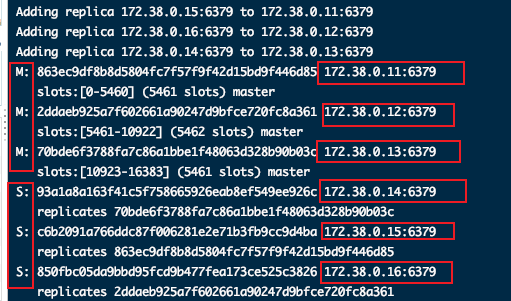 Adding replica 172.38.0.15:6379 to 172.38.0.11:6379
Adding replica 172.38.0.16:6379 to 172.38.0.12:6379
Adding replica 172.38.0.14:6379 to 172.38.0.13:6379
M: 863ec9df8b8d5804fc7f57f9f42d15bd9f446d85 172.38.0.11:6379
slots:[0-5460] (5461 slots) master
M: 2ddaeb925a7f602661a90247d9bfce720fc8a361 172.38.0.12:6379
slots:[5461-10922] (5462 slots) master
M: 70bde6f3788fa7c86a1bbe1f48063d328b90b03c 172.38.0.13:6379
slots:[10923-16383] (5461 slots) master
S: 93a1a8a163f41c5f758665926eab8ef549ee926c 172.38.0.14:6379
replicates 70bde6f3788fa7c86a1bbe1f48063d328b90b03c
S: c6b2091a766ddc87f006281e2e71b3fb9cc9d4ba 172.38.0.15:6379
replicates 863ec9df8b8d5804fc7f57f9f42d15bd9f446d85
S: 850fbc05da9bbd95fcd9b477fea173ce525c3826 172.38.0.16:6379
replicates 2ddaeb925a7f602661a90247d9bfce720fc8a361